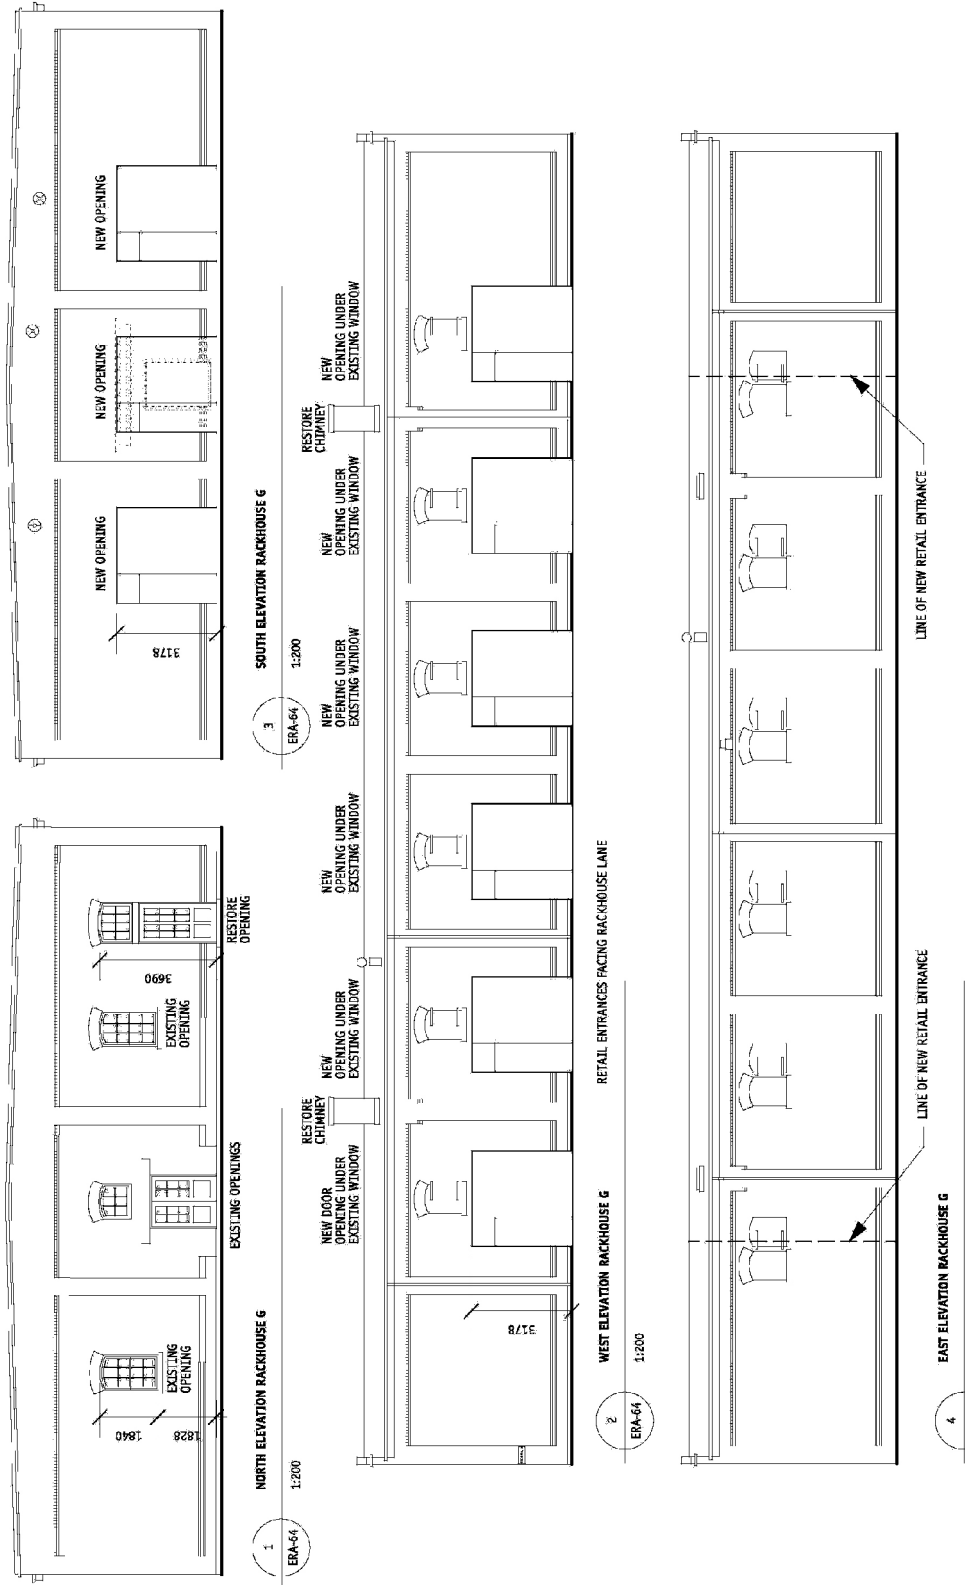 1840
1828
EXISTING
OPENING
EXISTING OPENINGS
EXISTING
OPENING
3690
RESTORE
OPENING
1
ERA-64
NORTH ELEVATION RACKHOUSE G
1:200
3178
NEW OPENING
NEW OPENING
NEW OPENING
3
ERA-64
SOUTH ELEVATION RACKHOUSE G
1:200
NEW DOOR
OPENING UNDER
EXISTING WINDOW
RESTORE
CHIMNEY
NEW
OPENING UNDER
EXISTING WINDOW
NEW
OPENING UNDER
EXISTING WINDOW
NEW
OPENING UNDER
EXISTING WINDOW
NEW
OPENING UNDER
EXISTING WINDOW
RESTORE
CHIMNEY
NEW
OPENING UNDER
EXISTING WINDOW
3178
2
ERA-64
WEST ELEVATION RACKHOUSE G
1:200
RETAIL ENTRANCES FACING RACKHOUSE LANE
LINE OF NEW RETAIL ENTRANCE
LINE OF NEW RETAIL ENTRANCE
4
EAST ELEVATION RACKHOUSE G